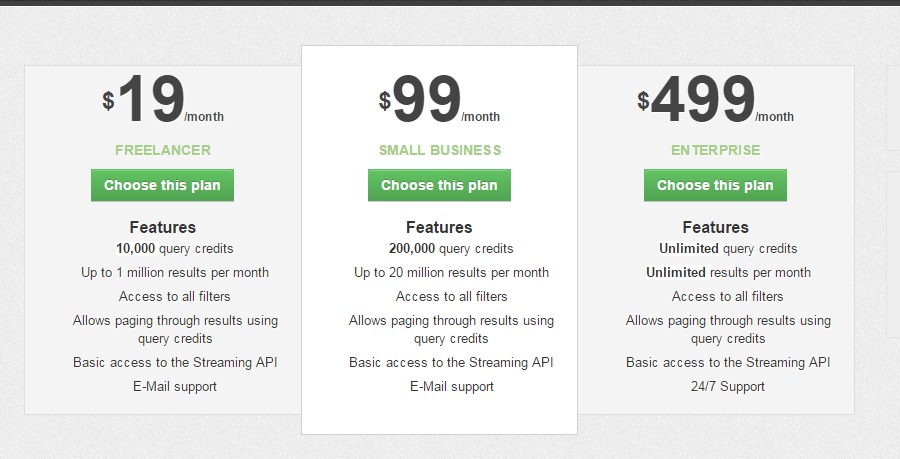 $19/month
FREELANCER
Choose this plan
Features
10,000 query credits
Up to 1 million results per month
Access to all filters
Allows paging through results using
query credits
Basic access to the Streaming API
E-Mail support
$99/month
SMALL BUSINESS
Choose this plan
Features
200,000 query credits
Up to 20 million results per month
Access to all filters
Allows paging through results using
query credits
Basic access to the Streaming API
E-Mail support
$499/month
ENTERPRISE
Choose this plan
Features
Unlimited query credits
Unlimited results per month
Access to all filters
Allows paging through results using
query credits
Basic access to the Streaming API
24/7 Support